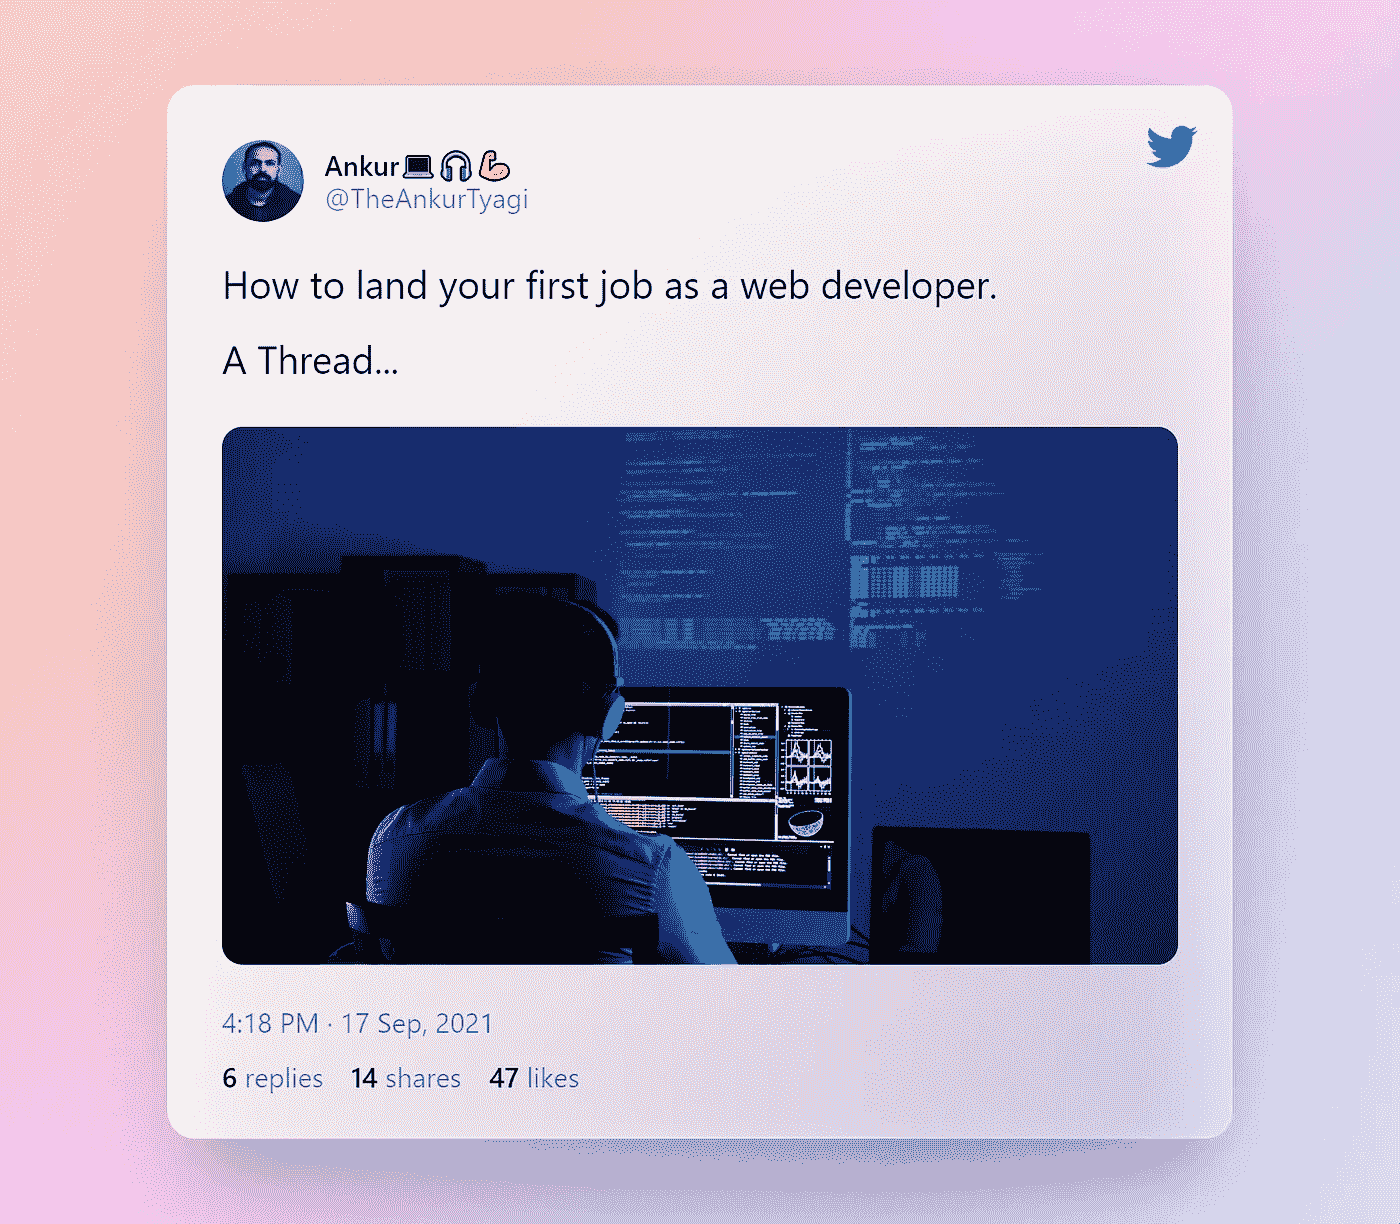 Ankur💻🎧💪
@TheAnkurTyagi
How to land your first job as a web developer.
A Thread...
4:18 PM · 17 Sep, 2021
6 replies 14 shares 47 likes